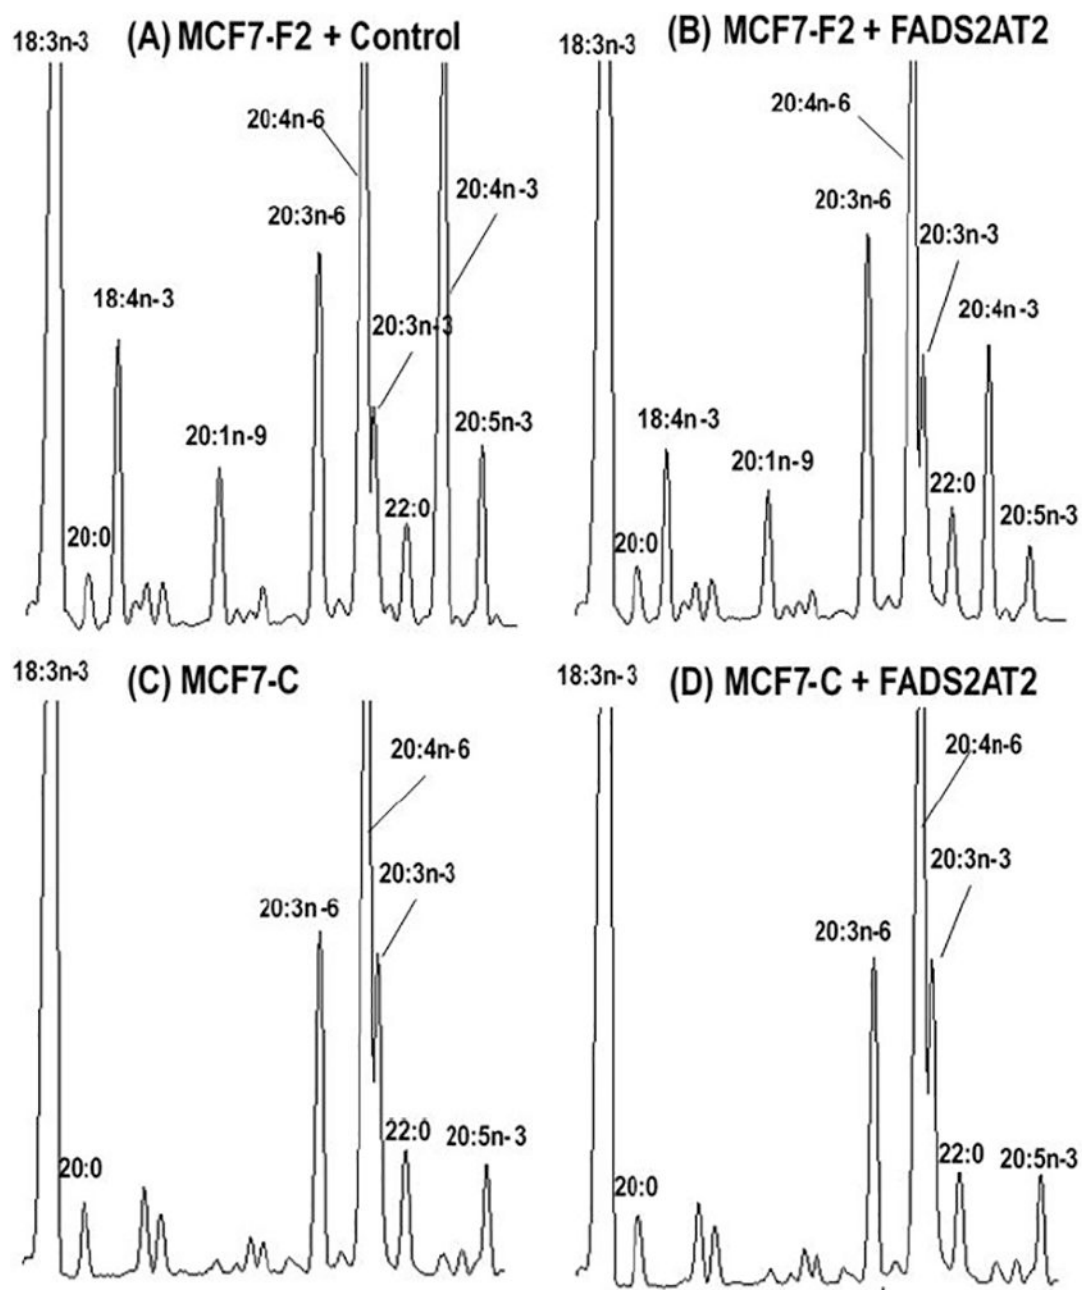 (A) MCF7-F2 + Control
18:3n-3
20:4n-6
20:4n-3
20:3n-6
18:4n-3
20:3n-3
20:1n-9
20:5n-3
22:0
20:0
(B) MCF7-F2 + FADS2AT2
18:3n-3
20:4n-6
20:3n-6
20:3n-3
20:4n-3
18:4n-3
20:1n-9
22:0
20:5n-3
20:0
(C) MCF7-C
18:3n-3
20:4n-6
20:3n-3
20:3n-6
22:0
20:5n-3
20:0
(D) MCF7-C + FADS2AT2
18:3n-3
20:4n-6
20:3n-3
20:3n-6
22:0
20:5n-3
20:0